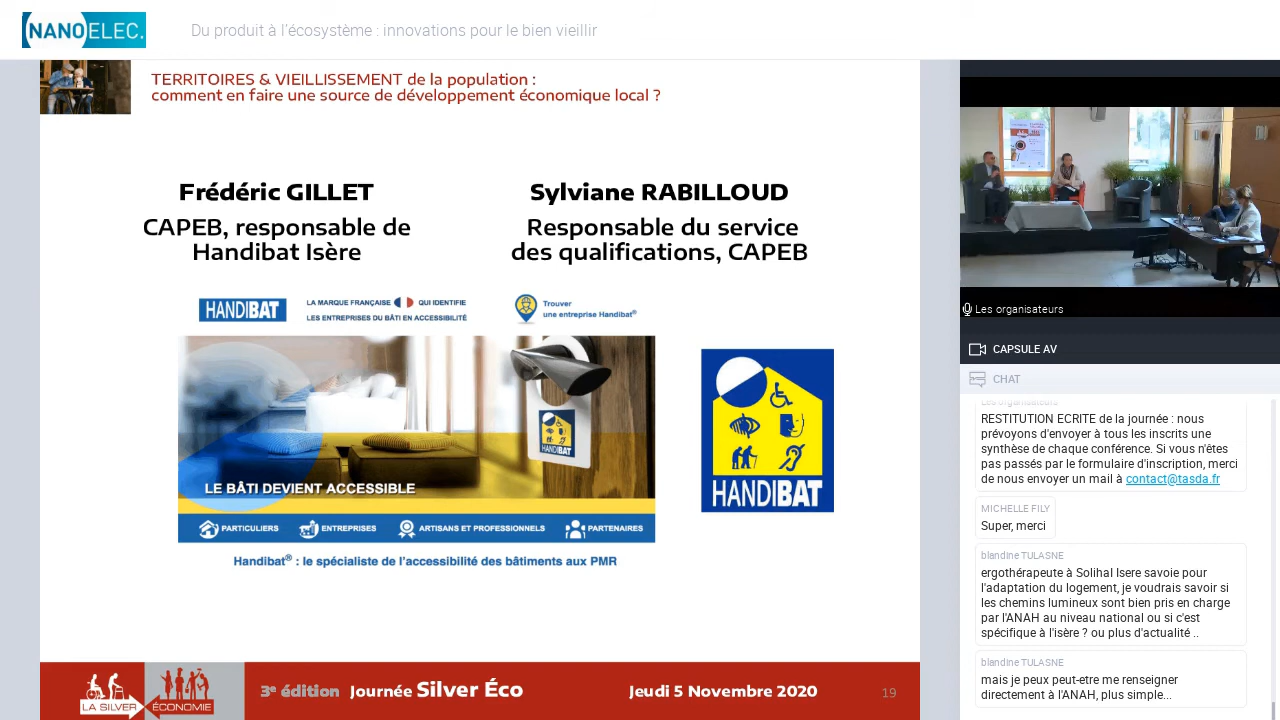 NANOELEC.
Du produit à l'écosystème : innovations pour le bien vieillir
TERRITOIRES & VIEILLISSEMENT de la population :
comment en faire une source de développement économique local ?
Frédéric GILLET
CAPEB, responsable de
Handibat Isère
Sylviane RABILLOUD
Responsable du service
des qualifications, CAPEB
HANDIBAT
LA MARQUE FRANÇAISE QUI IDENTIFIE
LES ENTREPRISES DU BÂTI EN ACCESSIBILITÉ
Trouver
une entreprise Handibat®
HANDIBAT
LE BÂTI DEVIENT ACCESSIBLE
PARTICULIERS ENTREPRISES ARTISANS ET PROFESSIONNELS PARTENAIRES
Handibat® : le spécialiste de l'accessibilité des bâtiments aux PMR
HANDIBAT
LA SILVER ÉCONOMIE
3e édition Journée Silver Éco
Jeudi 5 Novembre 2020
19
Les organisateurs
CAPSULE AV
CHAT
Les organisateurs
RESTITUTION ECRITE de la journée : nous
prévoyons d'envoyer à tous les inscrits une
synthèse de chaque conférence. Si vous n'êtes
pas passés par le formulaire d'inscription, merci
de nous envoyer un mail à contact@tasda.fr
MICHELLE FILY
Super, merci
blandine TULASNE
ergothérapeute à Solihal Isere savoie pour
l'adaptation du logement, je voudrais savoir si
les chemins lumineux sont bien pris en charge
par l'ANAH au niveau national ou si c'est
spécifique à l'isère ? ou plus d'actualité ..
blandine TULASNE
mais je peux peut-etre me renseigner
directement à l'ANAH, plus simple...